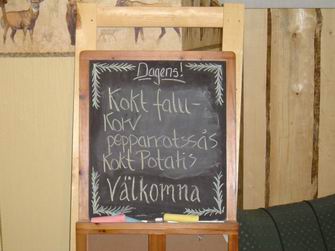 Dagens!
Kokt falu-
Korv
pepparrotssås
Kokt Potatis
Välkomna